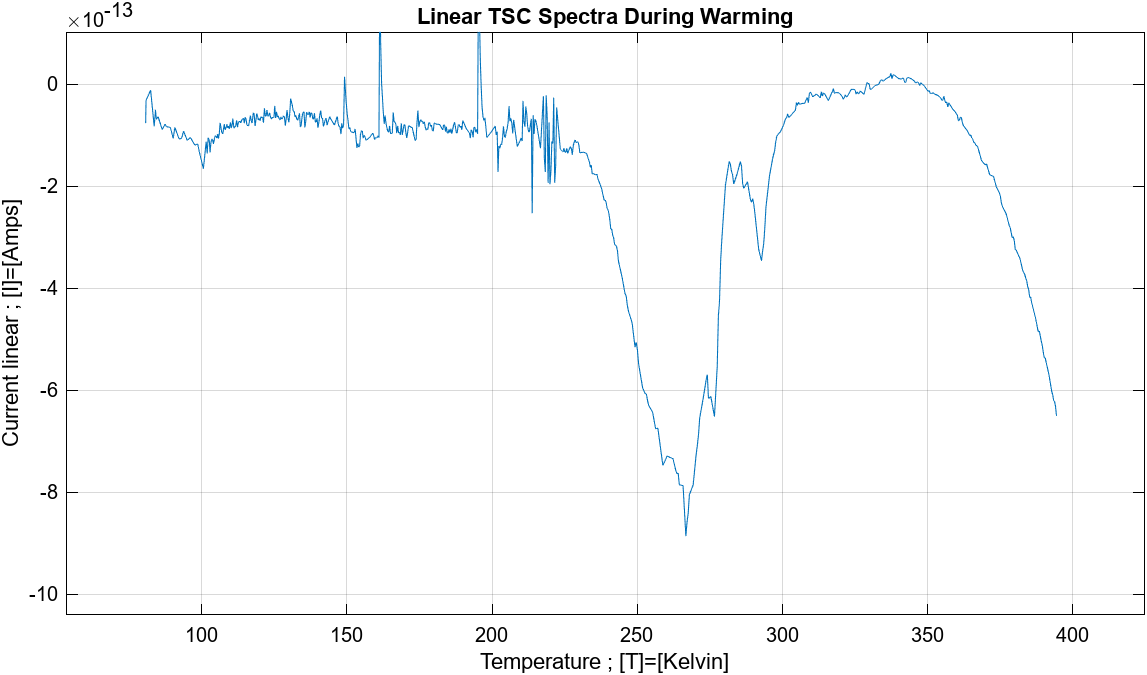 Linear TSC Spectra During Warming
×10-13
0
-2
-4
-6
-8
-10
Current linear ; [I]=[Amps]
100 150 200 250 300 350 400
Temperature ; [T]=[Kelvin]